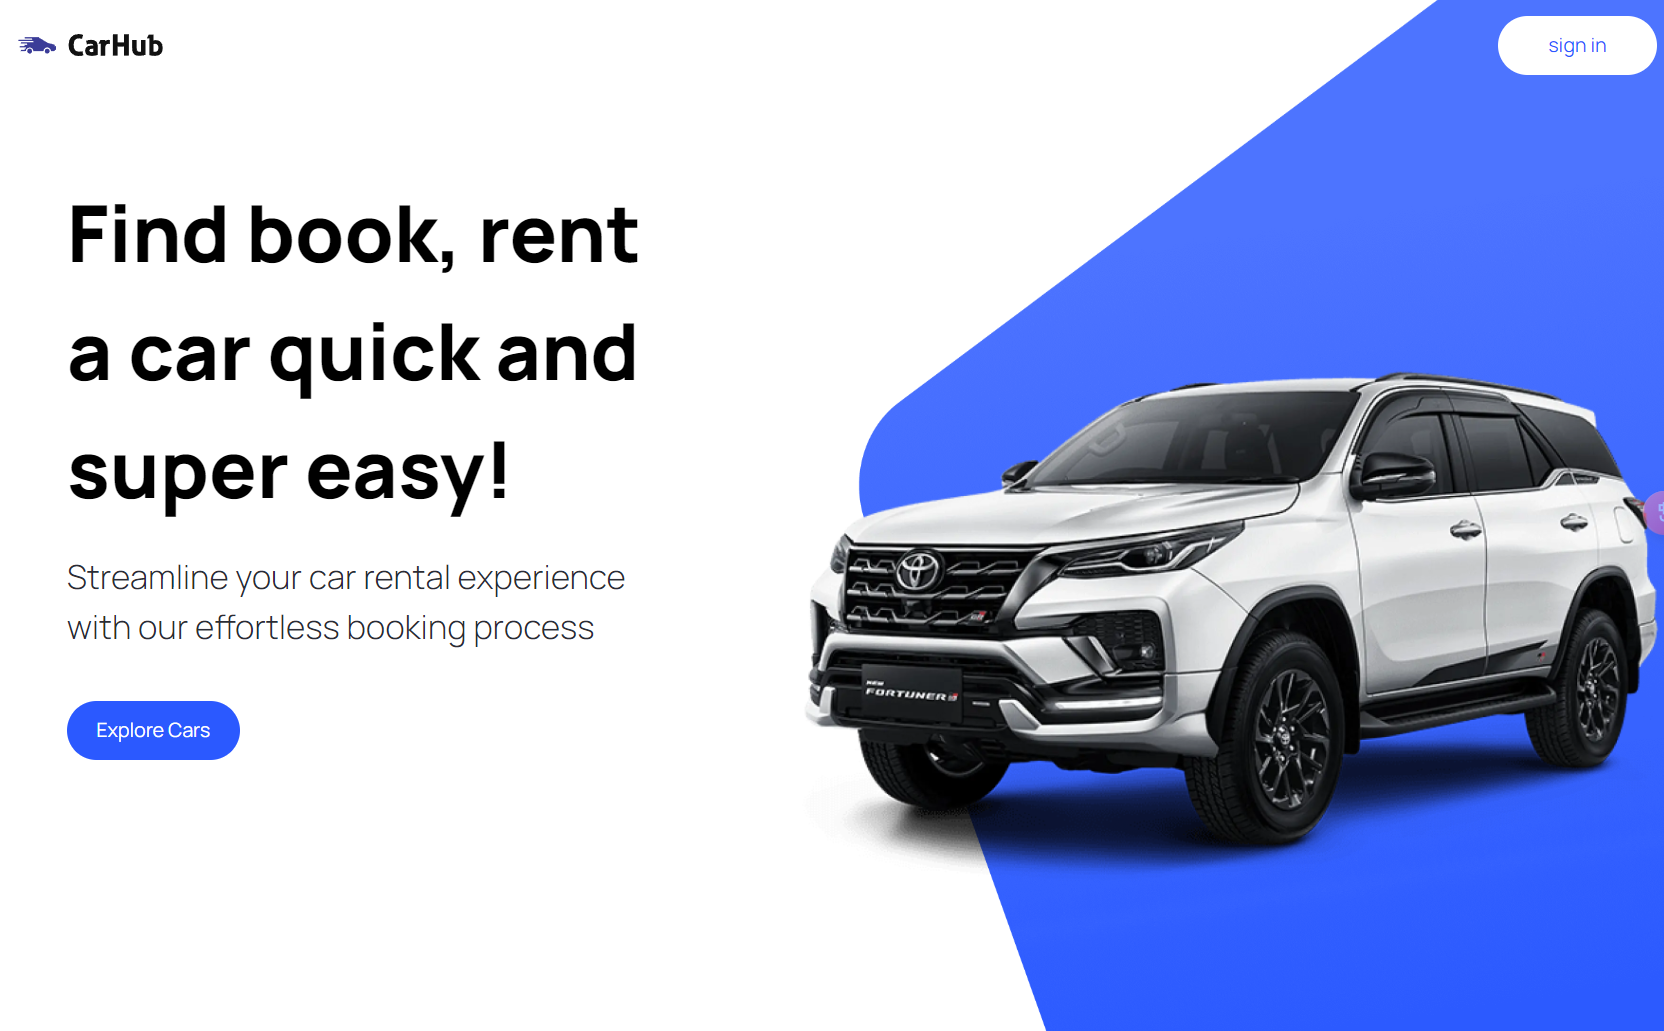 CarHub
sign in
Find book, rent
a car quick and
super easy!
Streamline your car rental experience
with our effortless booking process
Explore Cars
NEW
FORTUNER